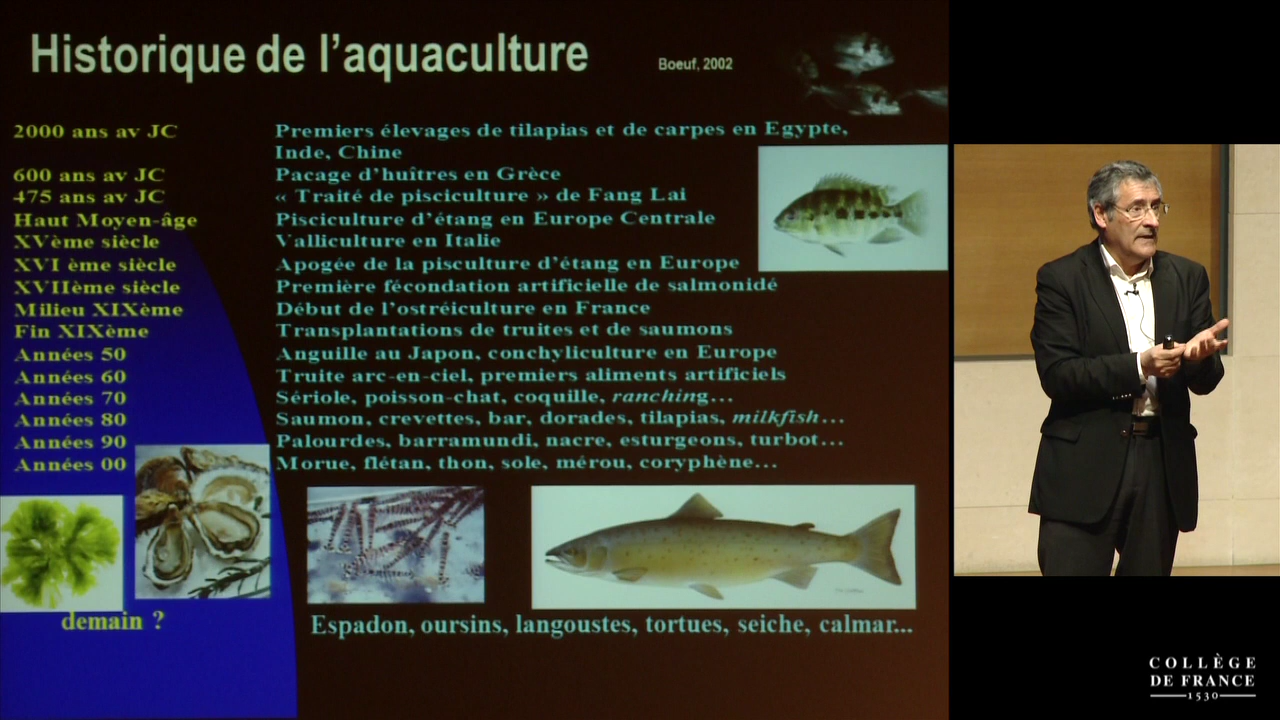 Historique de l'aquaculture
Boeuf, 2002
2000 ans av JC Premiers élevages de tilapias et de carpes en Egypte,
Inde, Chine
600 ans av JC Pacage d'huîtres en Grèce
475 ans av JC « Traité de pisciculture » de Fang Lai
Haut Moyen-âge Pisciculture d'étang en Europe Centrale
XVème siècle Valliculture en Italie
XVI ème siècle Apogée de la pisculture d'étang en Europe
XVIIème siècle Première fécondation artificielle de salmonidé
Milieu XIXème Début de l'ostréiculture en France
Fin XIXème Transplantations de truites et de saumons
Années 50 Anguille au Japon, conchyliculture en Europe
Années 60 Truite arc-en-ciel, premiers aliments artificiels
Années 70 Sériole, poisson-chat, coquille, ranching...
Années 80 Saumon, crevettes, bar, dorades, tilapias, milkfish...
Années 90 Palourdes, barramundi, nacre, esturgeons, turbot...
Années 00 Morue, flétan, thon, sole, mérou, coryphène...
demain ? Espadon, oursins, langoustes, tortues, seiche, calmar...
COLLÈGE
DE FRANCE
1530